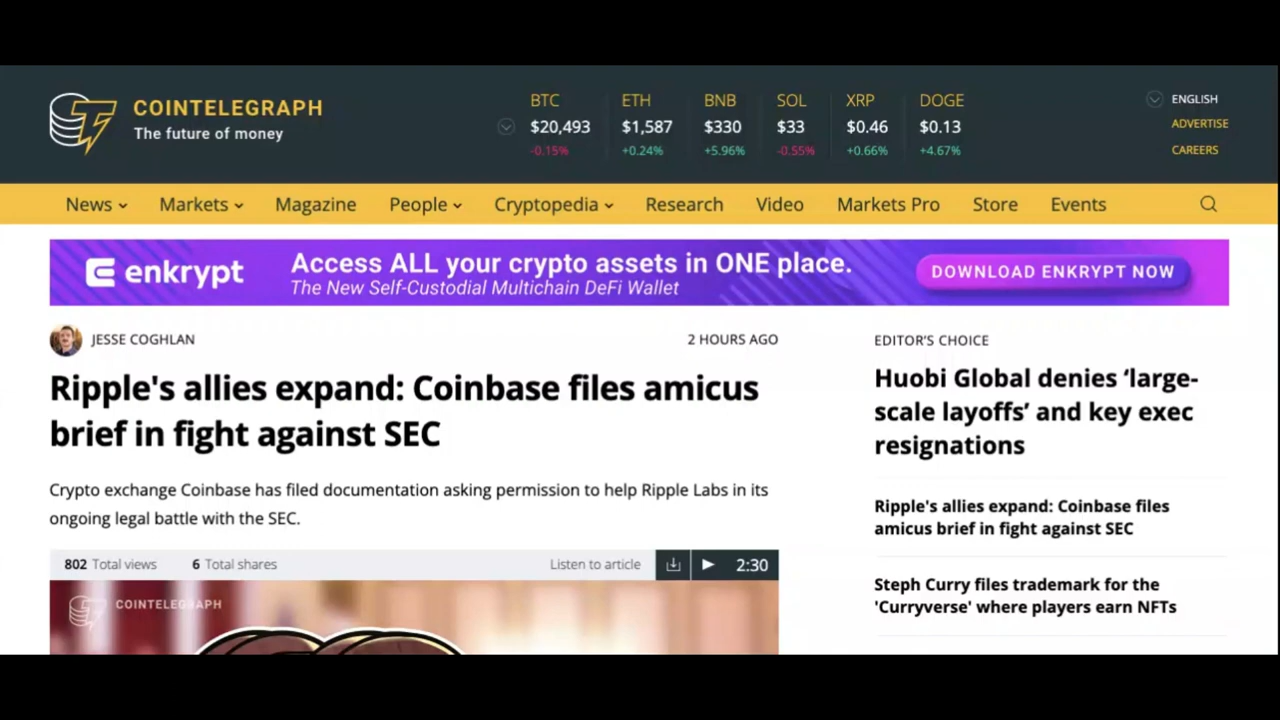 COINTELEGRAPH
The future of money
BTC ETH BNB SOL XRP DOGE
$20,493 $1,587 $330 $33 $0.46 $0.13
-0.15% +0.24% +5.96% -0.55% +0.66% +4.67%
ENGLISH
ADVERTISE
CAREERS
News Markets Magazine People Cryptopedia Research Video Markets Pro Store Events
enkrypt
Access ALL your crypto assets in ONE place.
The New Self-Custodial Multichain DeFi Wallet
DOWNLOAD ENKRYPT NOW
JESSE COGHLAN 2 HOURS AGO
Ripple's allies expand: Coinbase files amicus
brief in fight against SEC
Crypto exchange Coinbase has filed documentation asking permission to help Ripple Labs in its
ongoing legal battle with the SEC.
802 Total views 6 Total shares Listen to article 2:30
COINTELEGRAPH
EDITOR'S CHOICE
Huobi Global denies ‘large-
scale layoffs’ and key exec
resignations
Ripple's allies expand: Coinbase files
amicus brief in fight against SEC
Steph Curry files trademark for the
'Curryverse' where players earn NFTs